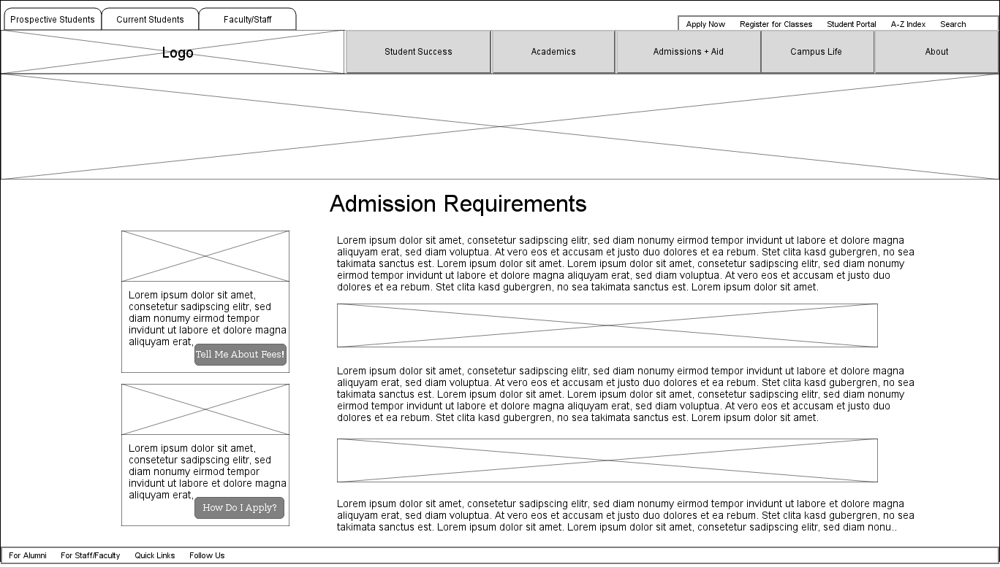 Prospective Students
Current Students
Faculty/Staff
Apply Now
Register for Classes
Student Portal
A-Z Index
Search
Logo
Student Success
Academics
Admissions + Aid
Campus Life
About
Admission Requirements
Lorem ipsum dolor sit amet,
consetetur sadipscing elitr, sed
diam nonumy eirmod tempor
invidunt ut labore et dolore magna
aliquyam erat,
Tell Me About Fees!
Lorem ipsum dolor sit amet,
consetetur sadipscing elitr, sed
diam nonumy eirmod tempor
invidunt ut labore et dolore magna
aliquyam erat,
How Do I Apply?
Lorem ipsum dolor sit amet, consetetur sadipscing elitr, sed diam nonumy eirmod tempor invidunt ut labore et dolore magna
aliquyam erat, sed diam voluptua. At vero eos et accusam et justo duo dolores et ea rebum. Stet clita kasd gubergren, no sea
takimata sanctus est. Lorem ipsum dolor sit amet. Lorem ipsum dolor sit amet, consetetur sadipscing elitr, sed diam nonumy
eirmod tempor invidunt ut labore et dolore magna aliquyam erat, sed diam voluptua. At vero eos et accusam et justo duo
dolores et ea rebum. Stet clita kasd gubergren, no sea takimata sanctus est. Lorem ipsum dolor sit amet.
Lorem ipsum dolor sit amet, consetetur sadipscing elitr, sed diam nonumy eirmod tempor invidunt ut labore et dolore magna
aliquyam erat, sed diam voluptua. At vero eos et accusam et justo duo dolores et ea rebum. Stet clita kasd gubergren, no sea
takimata sanctus est. Lorem ipsum dolor sit amet. Lorem ipsum dolor sit amet, consetetur sadipscing elitr, sed diam nonumy
eirmod tempor invidunt ut labore et dolore magna aliquyam erat, sed diam voluptua. At vero eos et accusam et justo duo
dolores et ea rebum. Stet clita kasd gubergren, no sea takimata sanctus est. Lorem ipsum dolor sit amet.
Lorem ipsum dolor sit amet, consetetur sadipscing elitr, sed diam nonumy eirmod tempor invidunt ut labore et dolore magna
aliquyam erat, sed diam voluptua. At vero eos et accusam et justo duo dolores et ea rebum. Stet clita kasd gubergren, no sea
takimata sanctus est. Lorem ipsum dolor sit amet. Lorem ipsum dolor sit amet, consetetur sadipscing elitr, sed diam nonu..
For Alumni
For Staff/Faculty
Quick Links
Follow Us